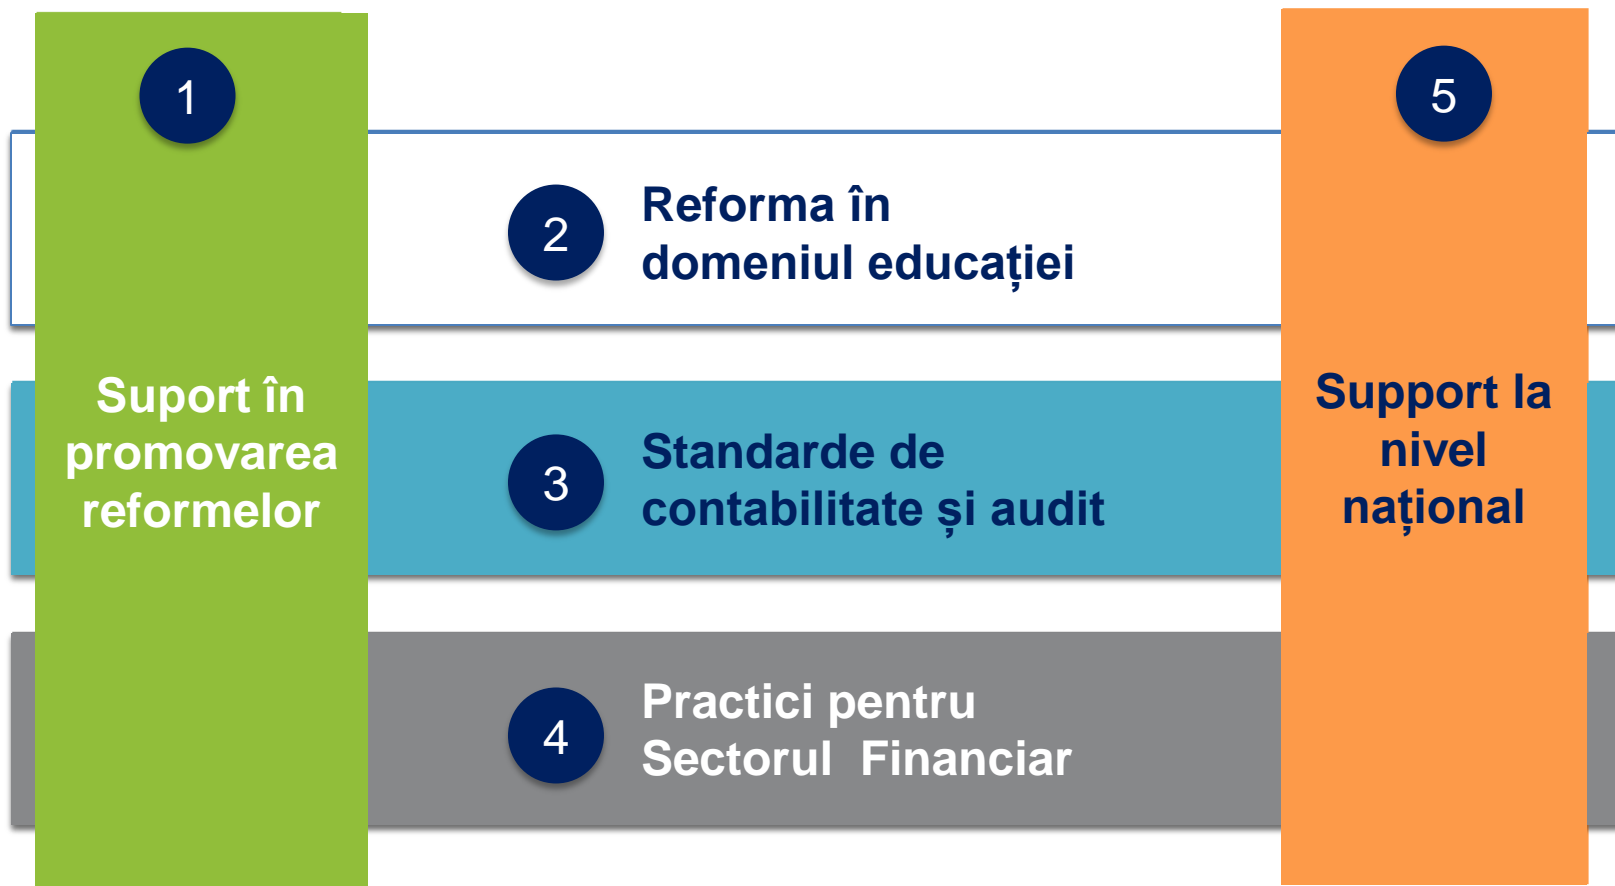 1
Suport în
promovarea
reformelor
2
Reforma în
domeniul educației
3
Standarde de
contabilitate și audit
4
Practici pentru
Sectorul  Financiar
5
Support la
nivel
național